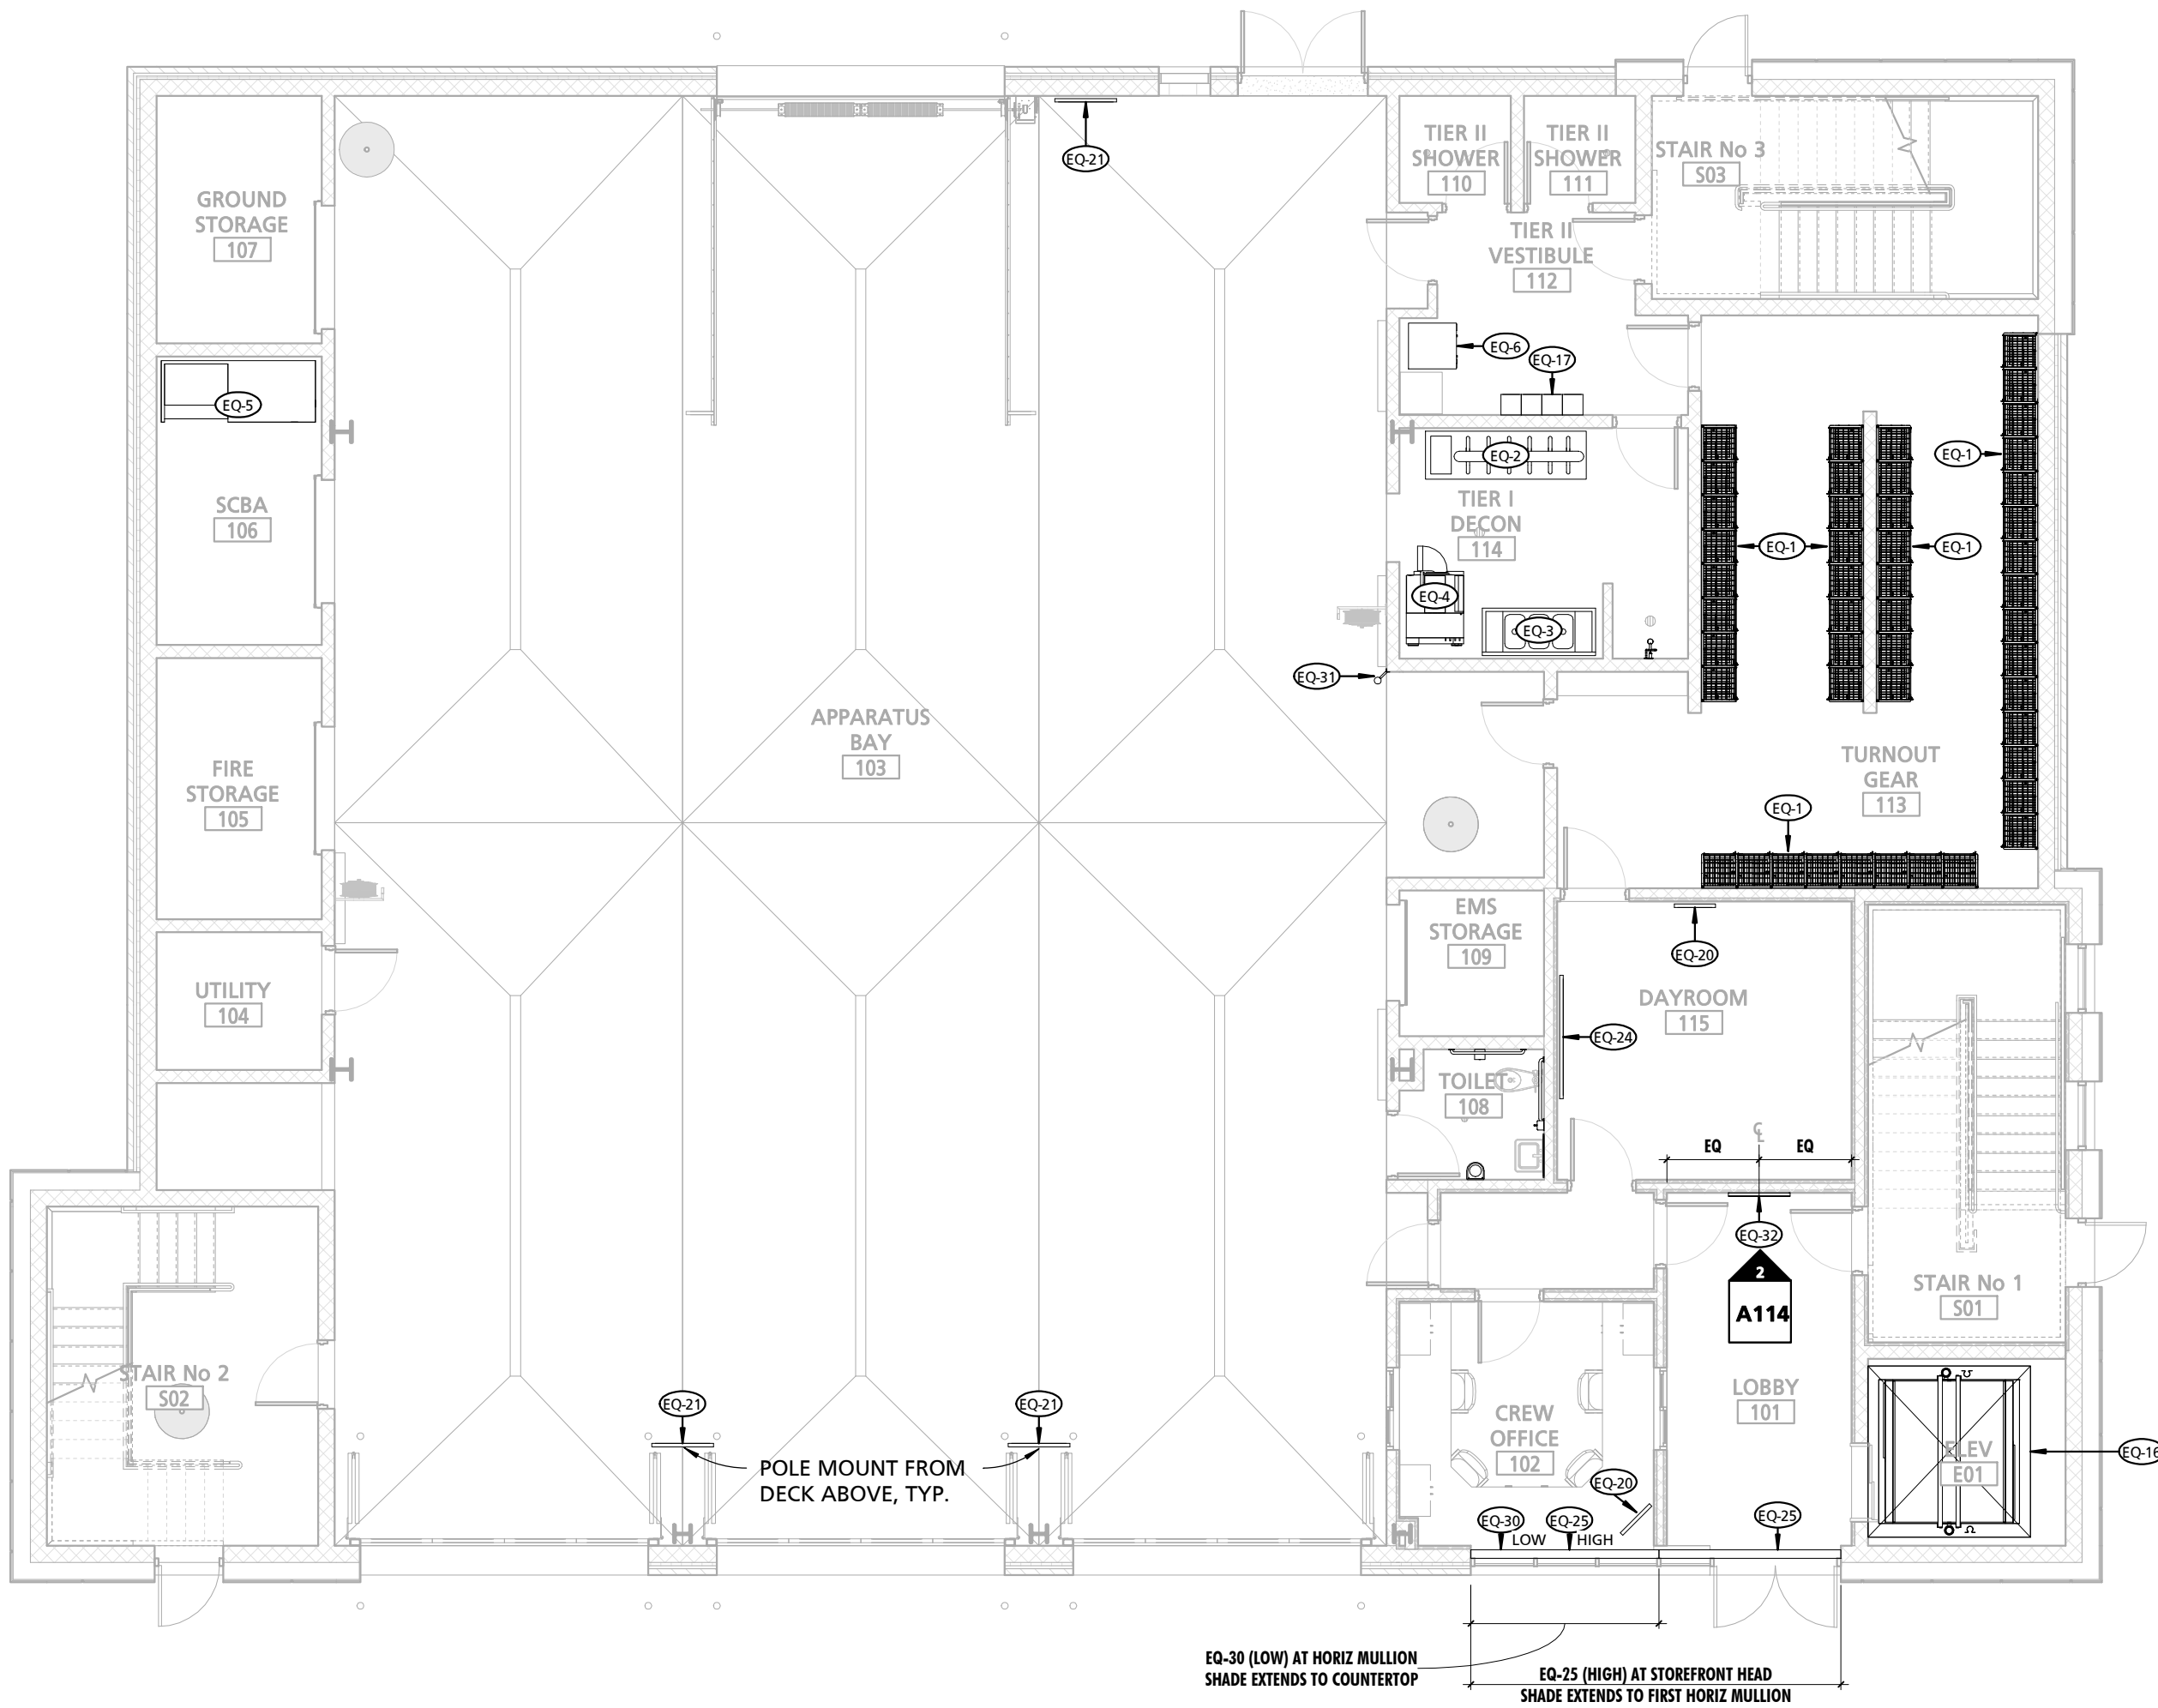 EQ-21
TIER II
SHOWER
110
TIER II
SHOWER
111
STAIR No 3
S03
GROUND
STORAGE
107
TIER II
VESTIBULE
112
EQ-6
EQ-17
EQ-5
EQ-2
EQ-1
SCBA
106
TIER I
DECON
114
EQ-1
EQ-1
EQ-4
EQ-3
EQ-31
APPARATUS
BAY
103
FIRE
STORAGE
105
TURNOUT
GEAR
113
EQ-1
EMS
STORAGE
109
EQ-20
UTILITY
104
DAYROOM
115
EQ-24
TOILET
108
CL
EQ
EQ
EQ-32
2
A114
STAIR No 1
S01
STAIR No 2
S02
LOBBY
101
EQ-21
EQ-21
CREW
OFFICE
102
ELEV
E01
EQ-16
POLE MOUNT FROM
DECK ABOVE, TYP.
EQ-20
EQ-30
EQ-25
EQ-25
LOW
HIGH
EQ-30 (LOW) AT HORIZ MULLION
SHADE EXTENDS TO COUNTERTOP
EQ-25 (HIGH) AT STOREFRONT HEAD
SHADE EXTENDS TO FIRST HORIZ MULLION